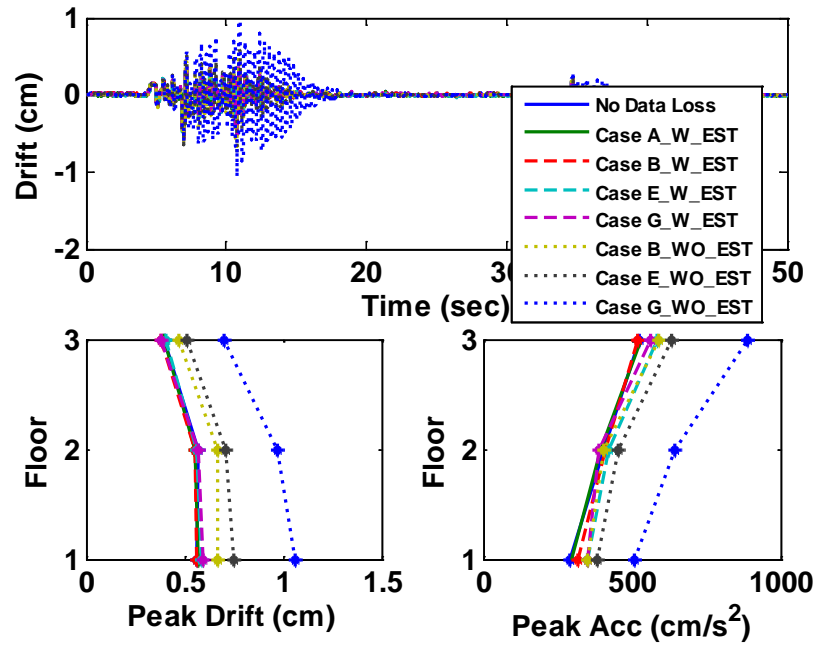 1
0
-1
-2
Drift (cm)
0
10
20
30
50
Time (sec)
No Data Loss
Case A_W_EST
Case B_W_EST
Case E_W_EST
Case G_W_EST
Case B_WO_EST
Case E_WO_EST
Case G_WO_EST
3
2
1
Floor
0
0.5
1
1.5
Peak Drift (cm)
3
2
1
Floor
0
500
1000
Peak Acc (cm/s²)